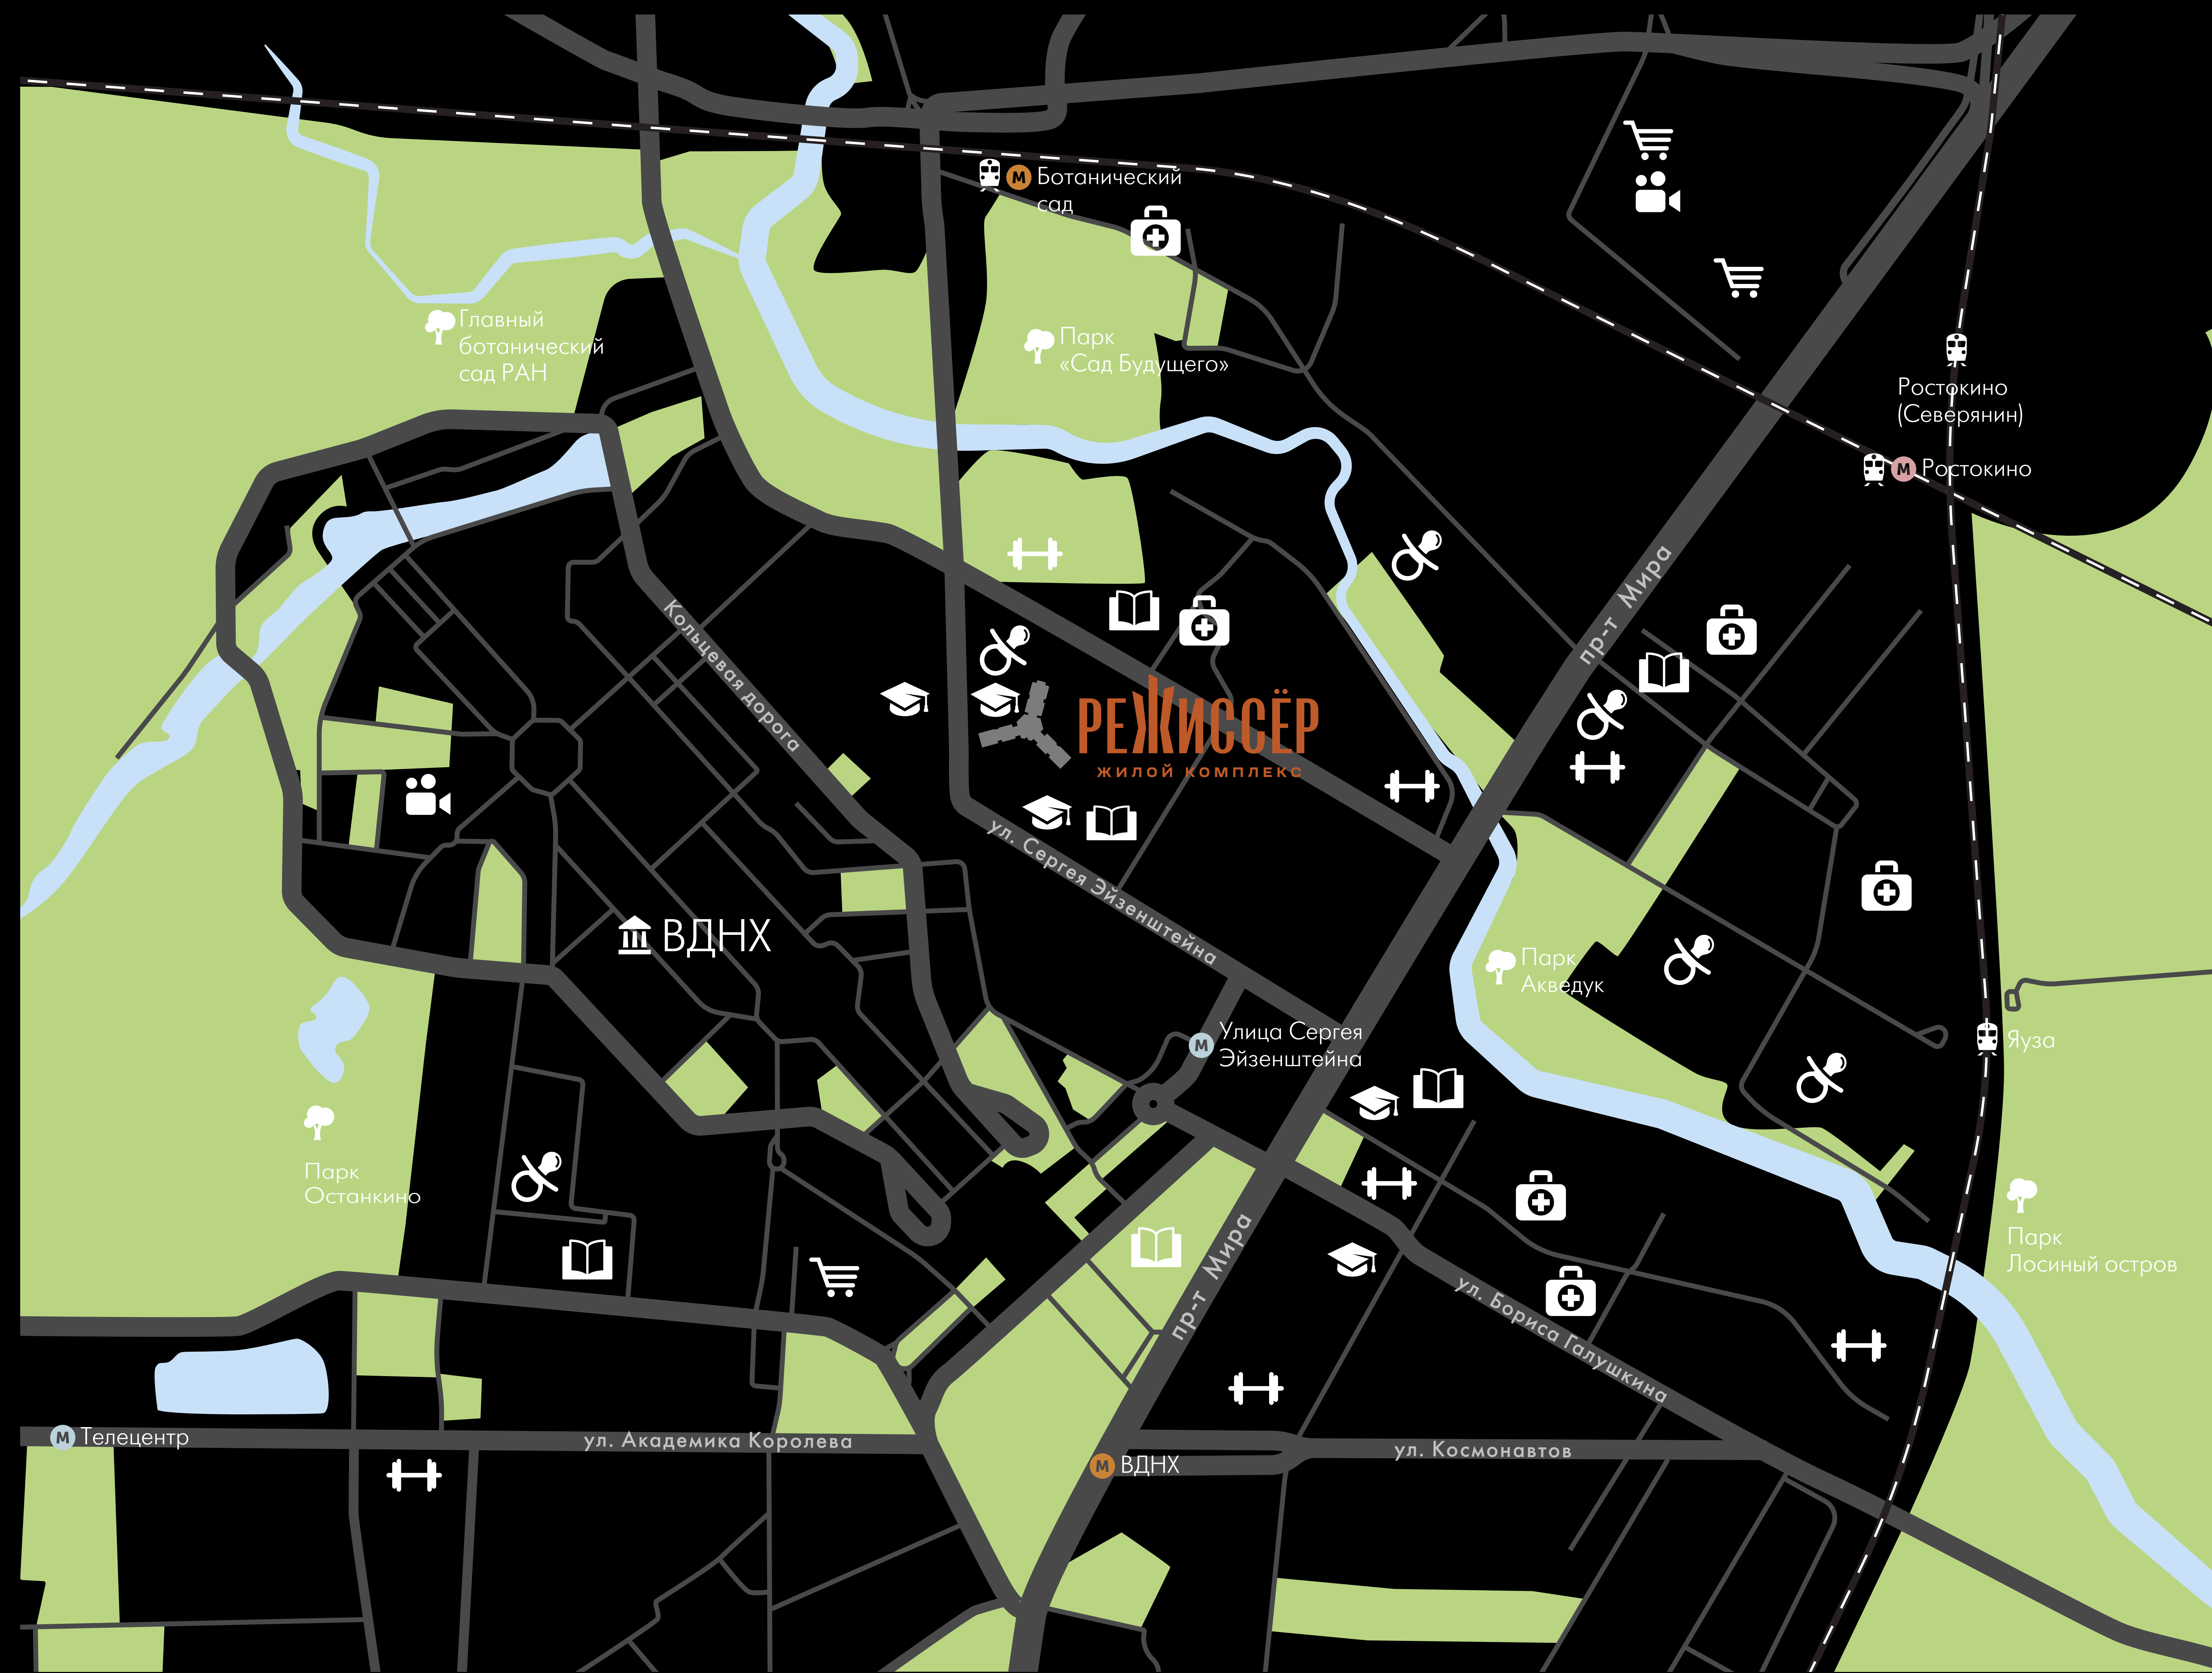 М
Ботанический
сад
Главный
ботанический
сад РАН
Парк
«Сад Будущего»
Ростокино
(Северянин)
М
Ростокино
пр-т Мира
Кольцевая дорога
РЕЖИССЁР
ЖИЛОЙ КОМПЛЕКС
ул. Сергея Эйзенштейна
ВДНХ
Парк
Акведук
М
Улица Сергея
Эйзенштейна
Яуза
Парк
Останкино
Парк
Лосиный остров
пр-т Мира
ул. Бориса Галушкина
М
Телецентр
ул. Академика Королева
М
ВДНХ
ул. Космонавтов